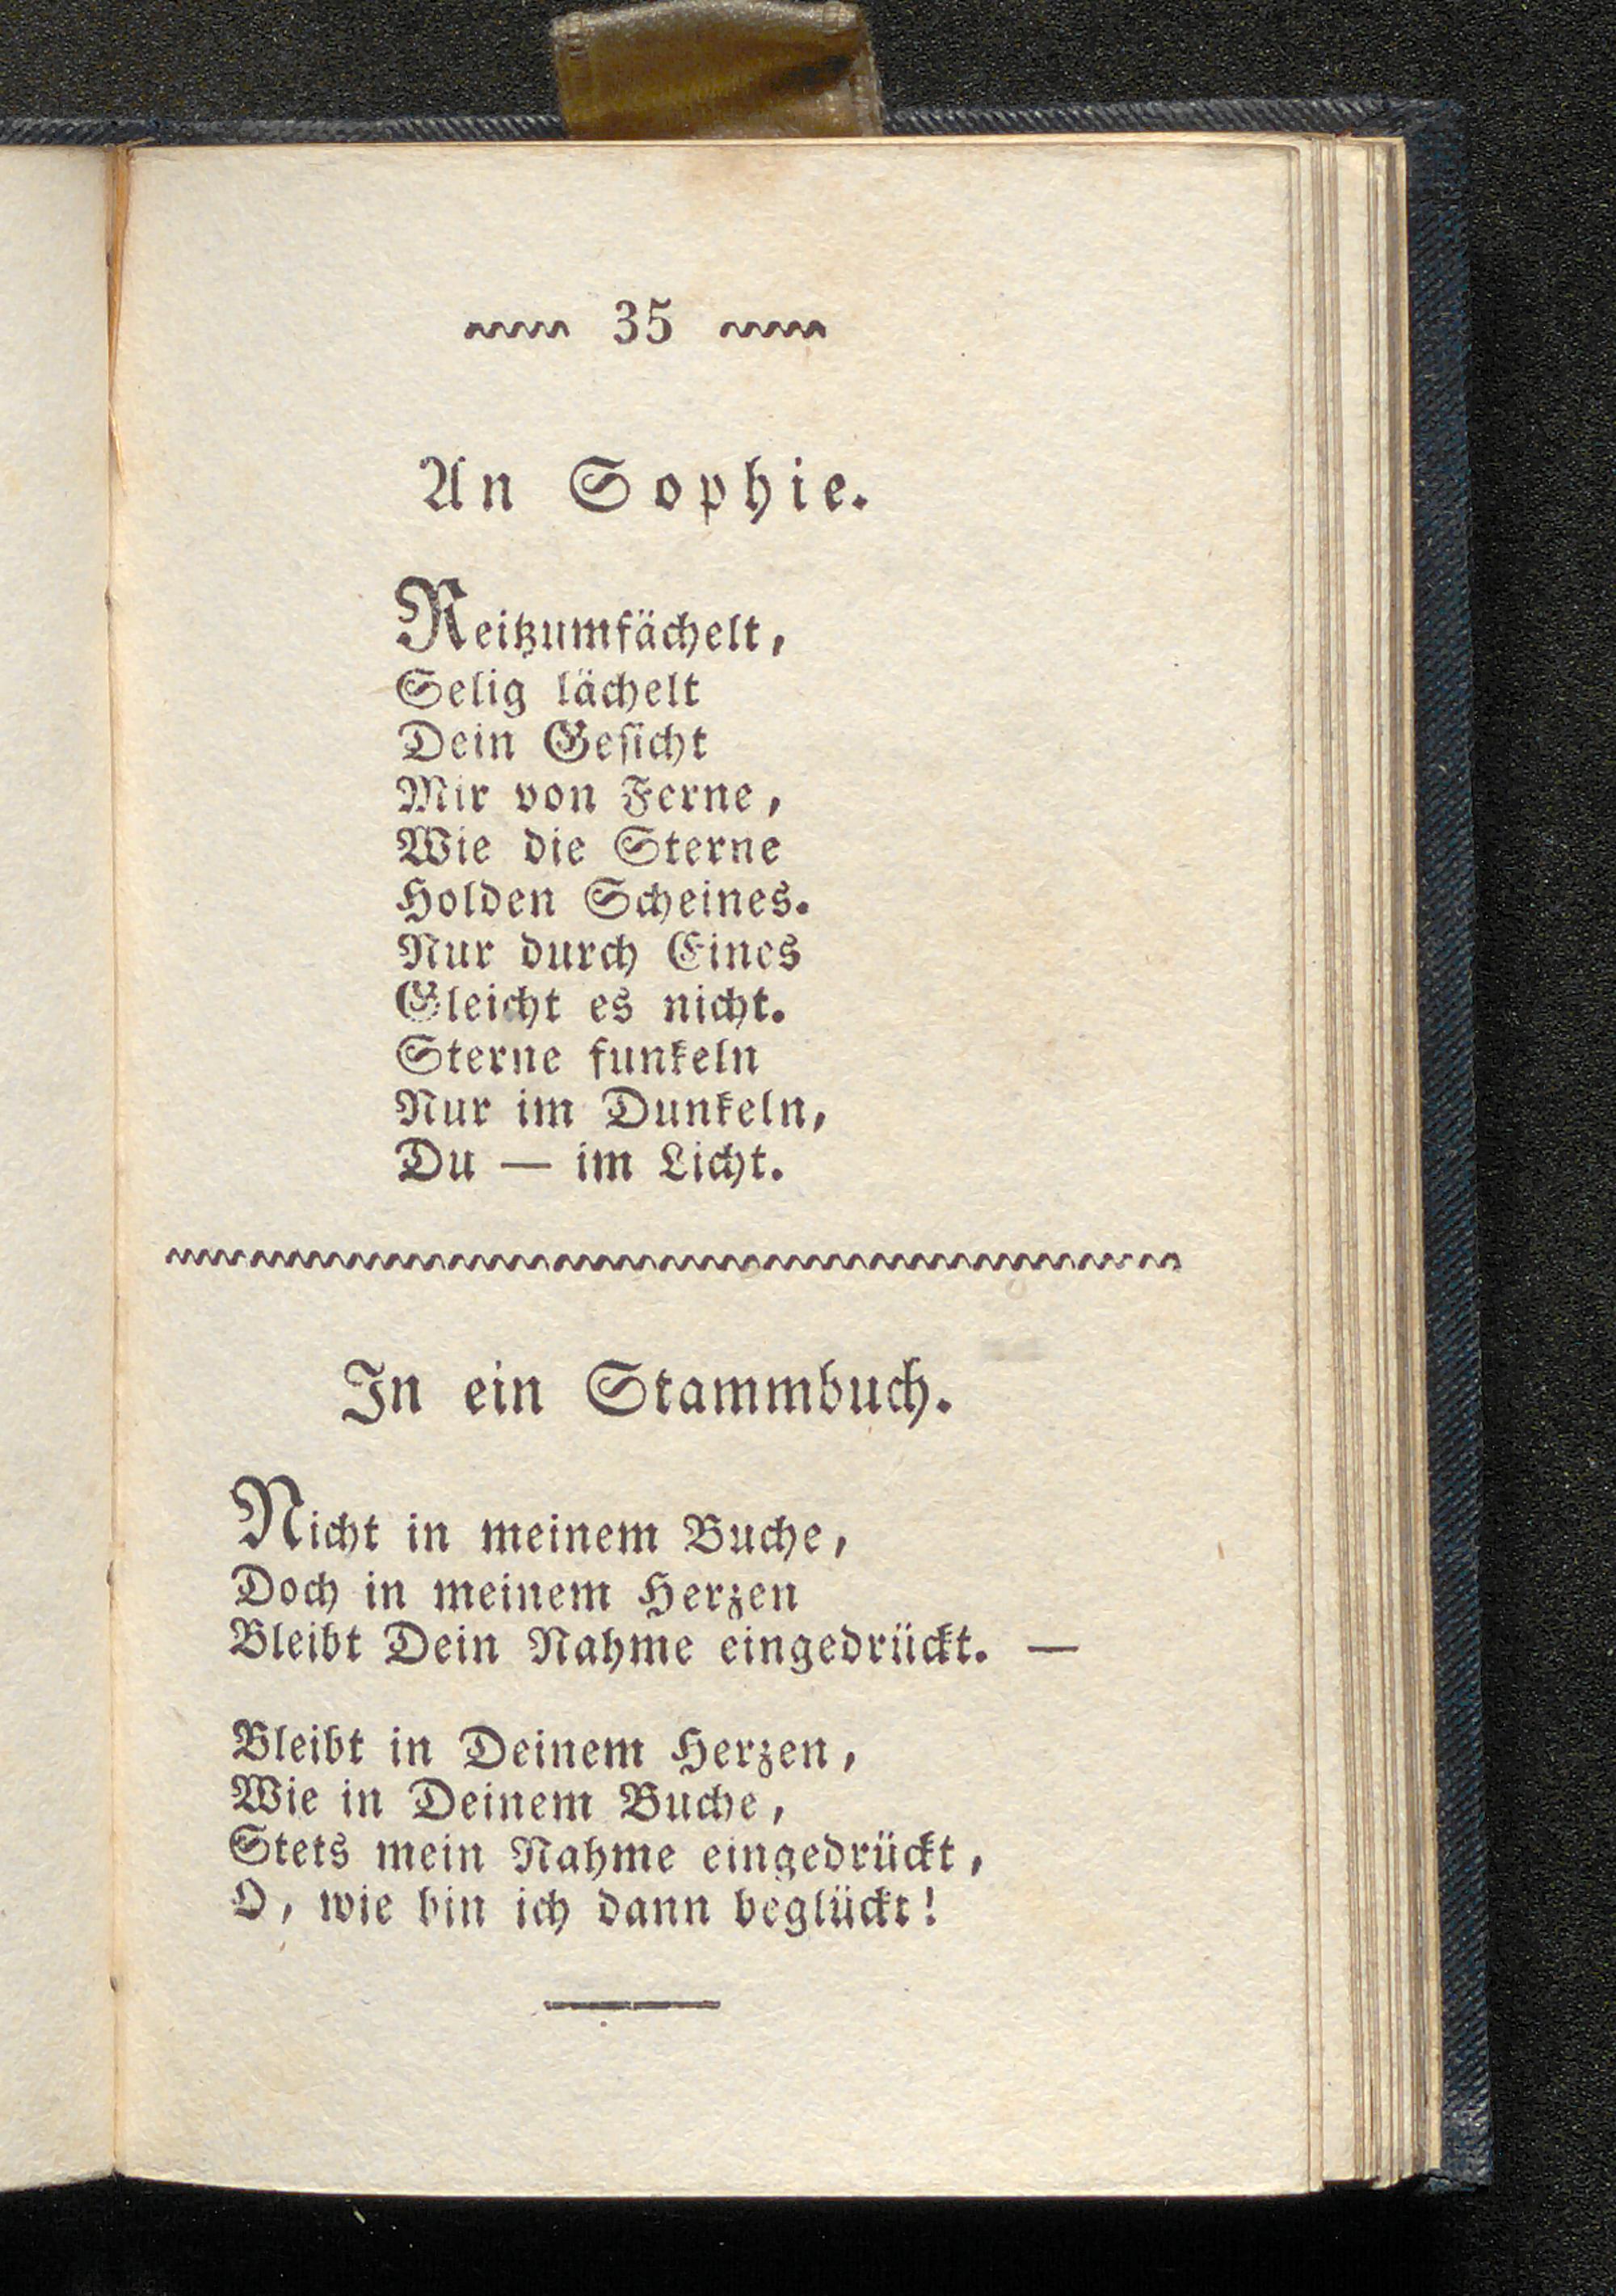 35
An Sophie.
Reitzumfächelt,
Selig lächelt
Dein Gesicht
Mir von Ferne,
Wie die Sterne
Holden Scheines.
Nur durch Eines
Gleicht es nicht.
Sterne funkeln
Nur im Dunkeln,
Du — im Licht.
In ein Stammbuch.
Nicht in meinem Buche,
Doch in meinem Herzen
Bleibt Dein Nahme eingedrückt. —
Bleibt in Deinem Herzen,
Wie in Deinem Buche,
Stets mein Nahme eingedrückt,
O, wie bin ich dann beglückt!